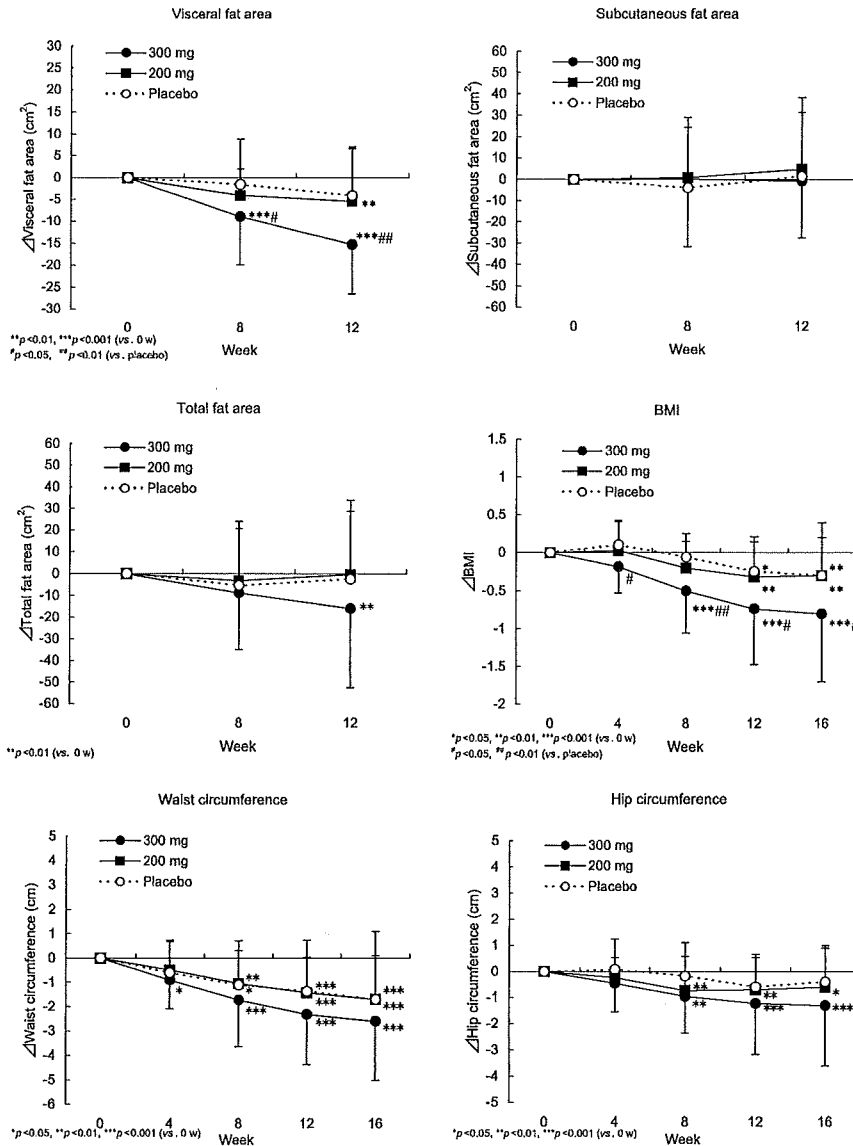 Visceral fat area
30
25
20
15
10
5
0
-5
-10
-15
-20
-25
-30
⊿Visceral fat area (cm²)
300 mg
200 mg
Placebo
***#
**
***##
0 8 12
Week
**p<0.01, ***p<0.001 (vs. 0 w)
#p<0.05, ##p<0.01 (vs. placebo)
Subcutaneous fat area
60
50
40
30
20
10
0
-10
-20
-30
-40
-50
-60
⊿Subcutaneous fat area (cm²)
300 mg
200 mg
Placebo
0 8 12
Week
Total fat area
60
50
40
30
20
10
0
-10
-20
-30
-40
-50
-60
⊿Total fat area (cm²)
300 mg
200 mg
Placebo
**
0 8 12
Week
**p<0.01 (vs. 0 w)
BMI
1.5
1
0.5
0
-0.5
-1
-1.5
-2
⊿BMI
300 mg
200 mg
Placebo
* **
# ** **
***## ***# ***
0 4 8 12 16
Week
*p<0.05, **p<0.01, ***p<0.001 (vs. 0 w)
#p<0.05, ##p<0.01 (vs. placebo)
Waist circumference
5
4
3
2
1
0
-1
-2
-3
-4
-5
-6
⊿Waist circumference (cm)
300 mg
200 mg
Placebo
** *** ***
* * *** ***
*** *** ***
0 4 8 12 16
Week
*p<0.05, **p<0.01, ***p<0.001 (vs. 0 w)
Hip circumference
5
4
3
2
1
0
-1
-2
-3
-4
-5
⊿Hip circumference (cm)
300 mg
200 mg
Placebo
** ** *
** *** ***
0 4 8 12 16
Week
*p<0.05, **p<0.01, ***p<0.001 (vs. 0 w)